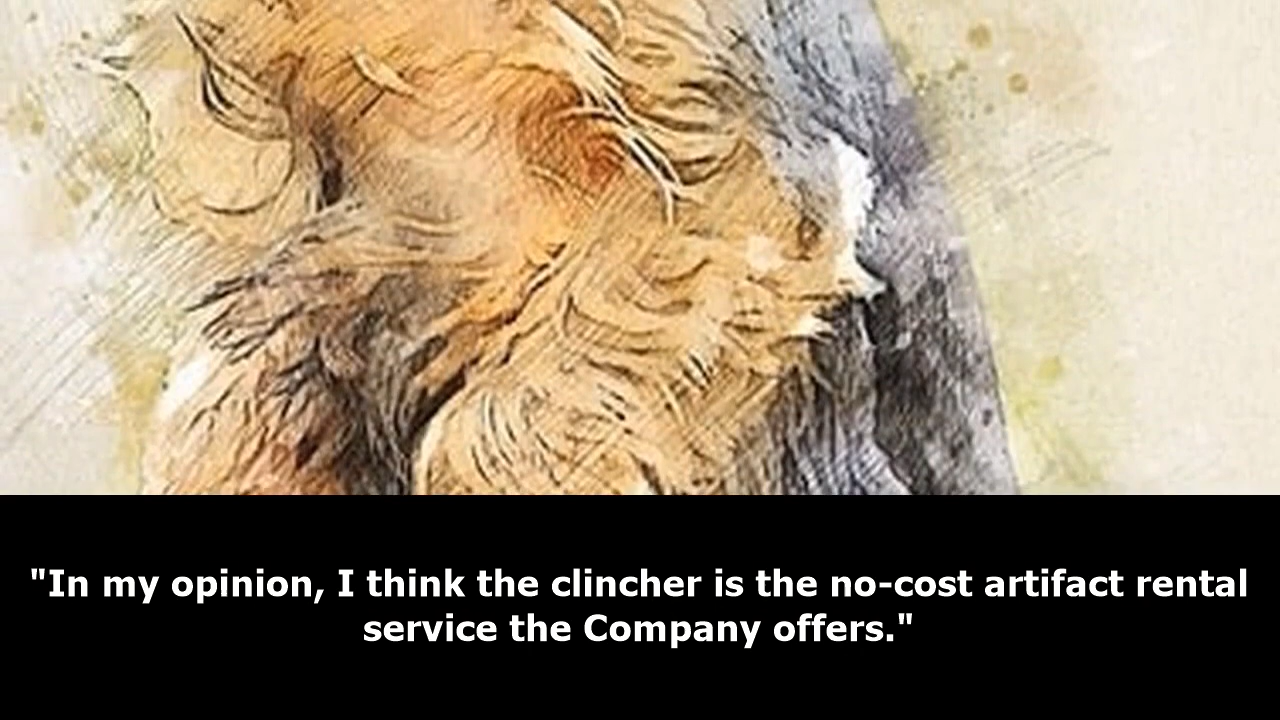 "In my opinion, I think the clincher is the no-cost artifact rental
service the Company offers."